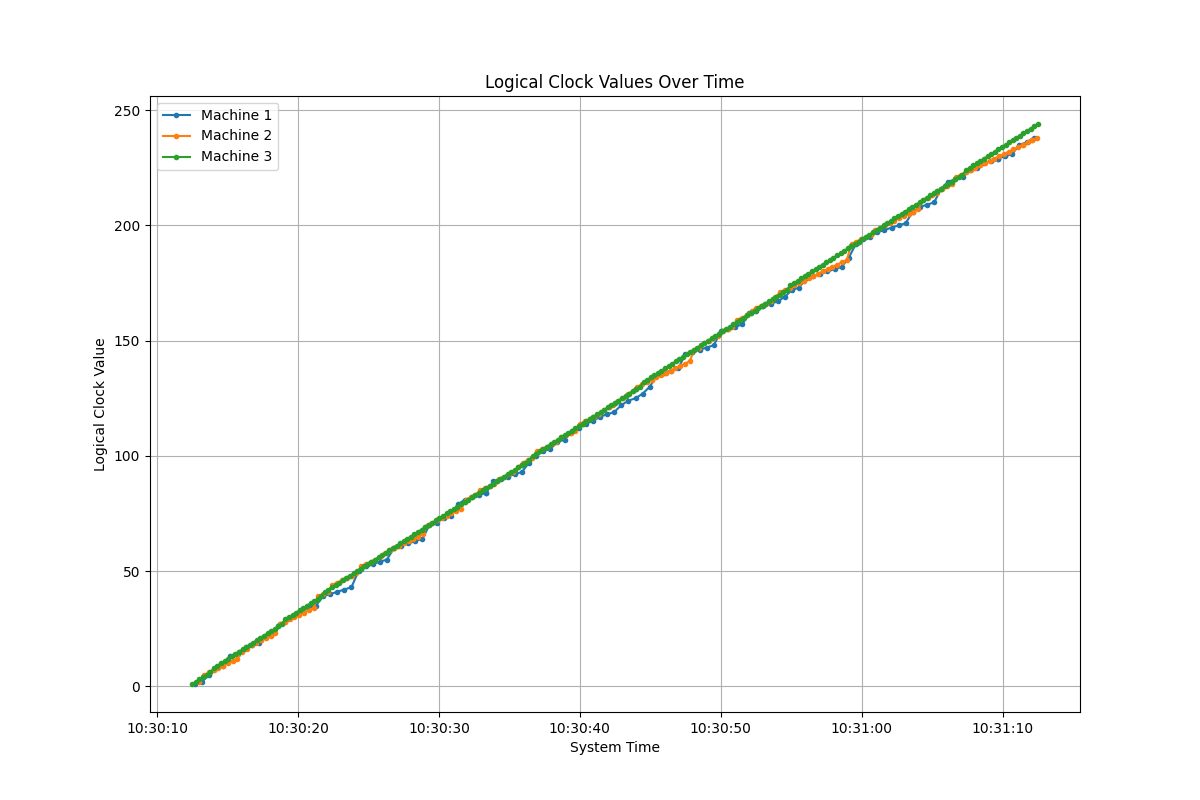 Logical Clock Values Over Time
Machine 1
Machine 2
Machine 3
250
200
150
100
50
0
Logical Clock Value
10:30:10 10:30:20 10:30:30 10:30:40 10:30:50 10:31:00 10:31:10
System Time